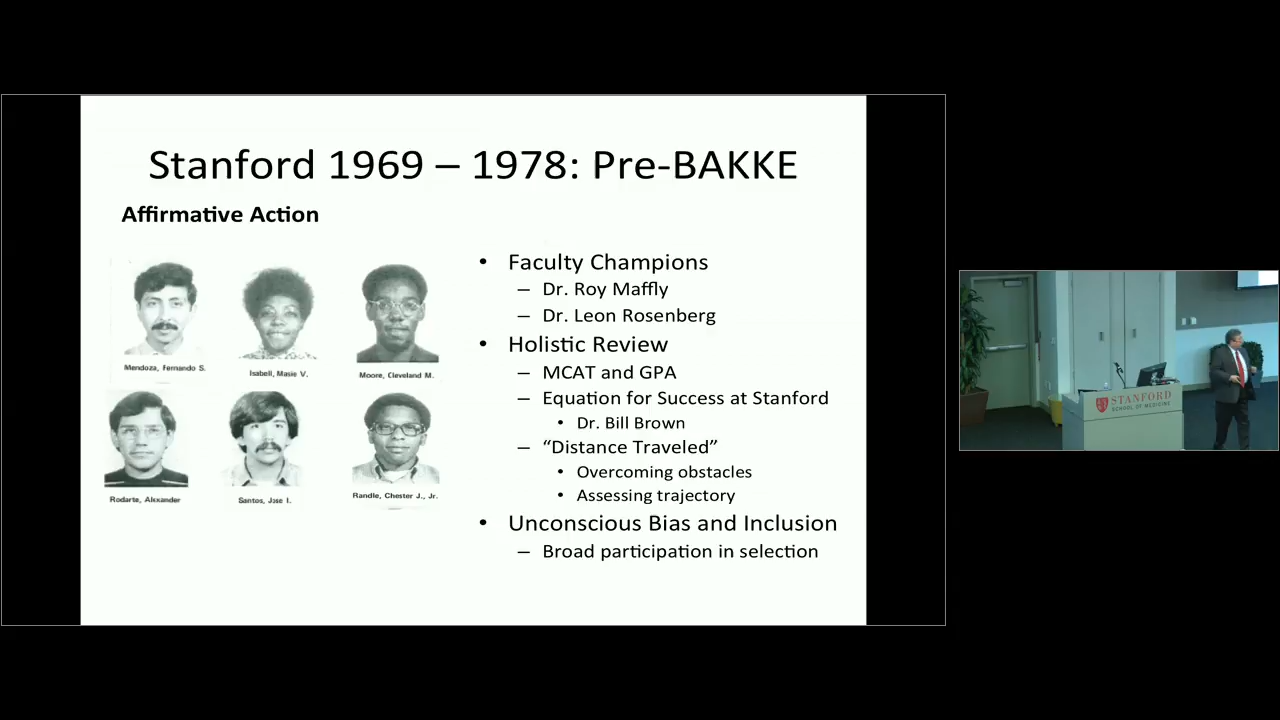 Stanford 1969 – 1978: Pre-BAKKE
Affirmative Action
Mendoza, Fernando S.
Isabell, Masie V.
Moore, Cleveland M.
Rodarte, Alexander
Santos, Jose I.
Randle, Chester J., Jr.
• Faculty Champions
– Dr. Roy Maffly
– Dr. Leon Rosenberg
• Holistic Review
– MCAT and GPA
– Equation for Success at Stanford
• Dr. Bill Brown
– “Distance Traveled”
• Overcoming obstacles
• Assessing trajectory
• Unconscious Bias and Inclusion
– Broad participation in selection
STANFORD
SCHOOL OF MEDICINE